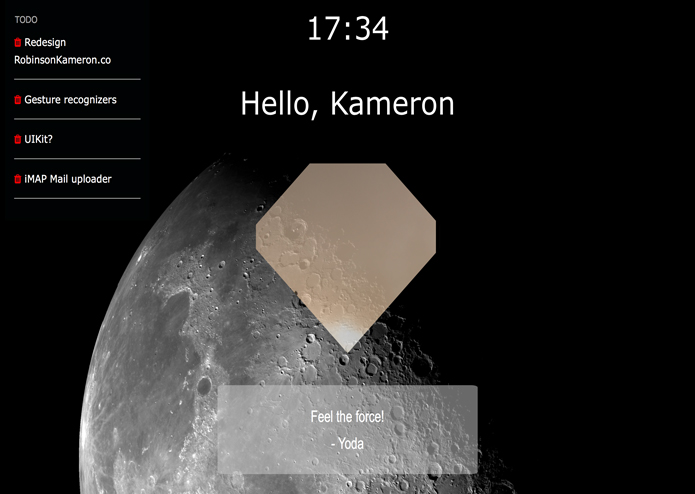 TODO
Redesign
RobinsonKameron.co
Gesture recognizers
UIKit?
iMAP Mail uploader
17:34
Hello, Kameron
Feel the force!
- Yoda